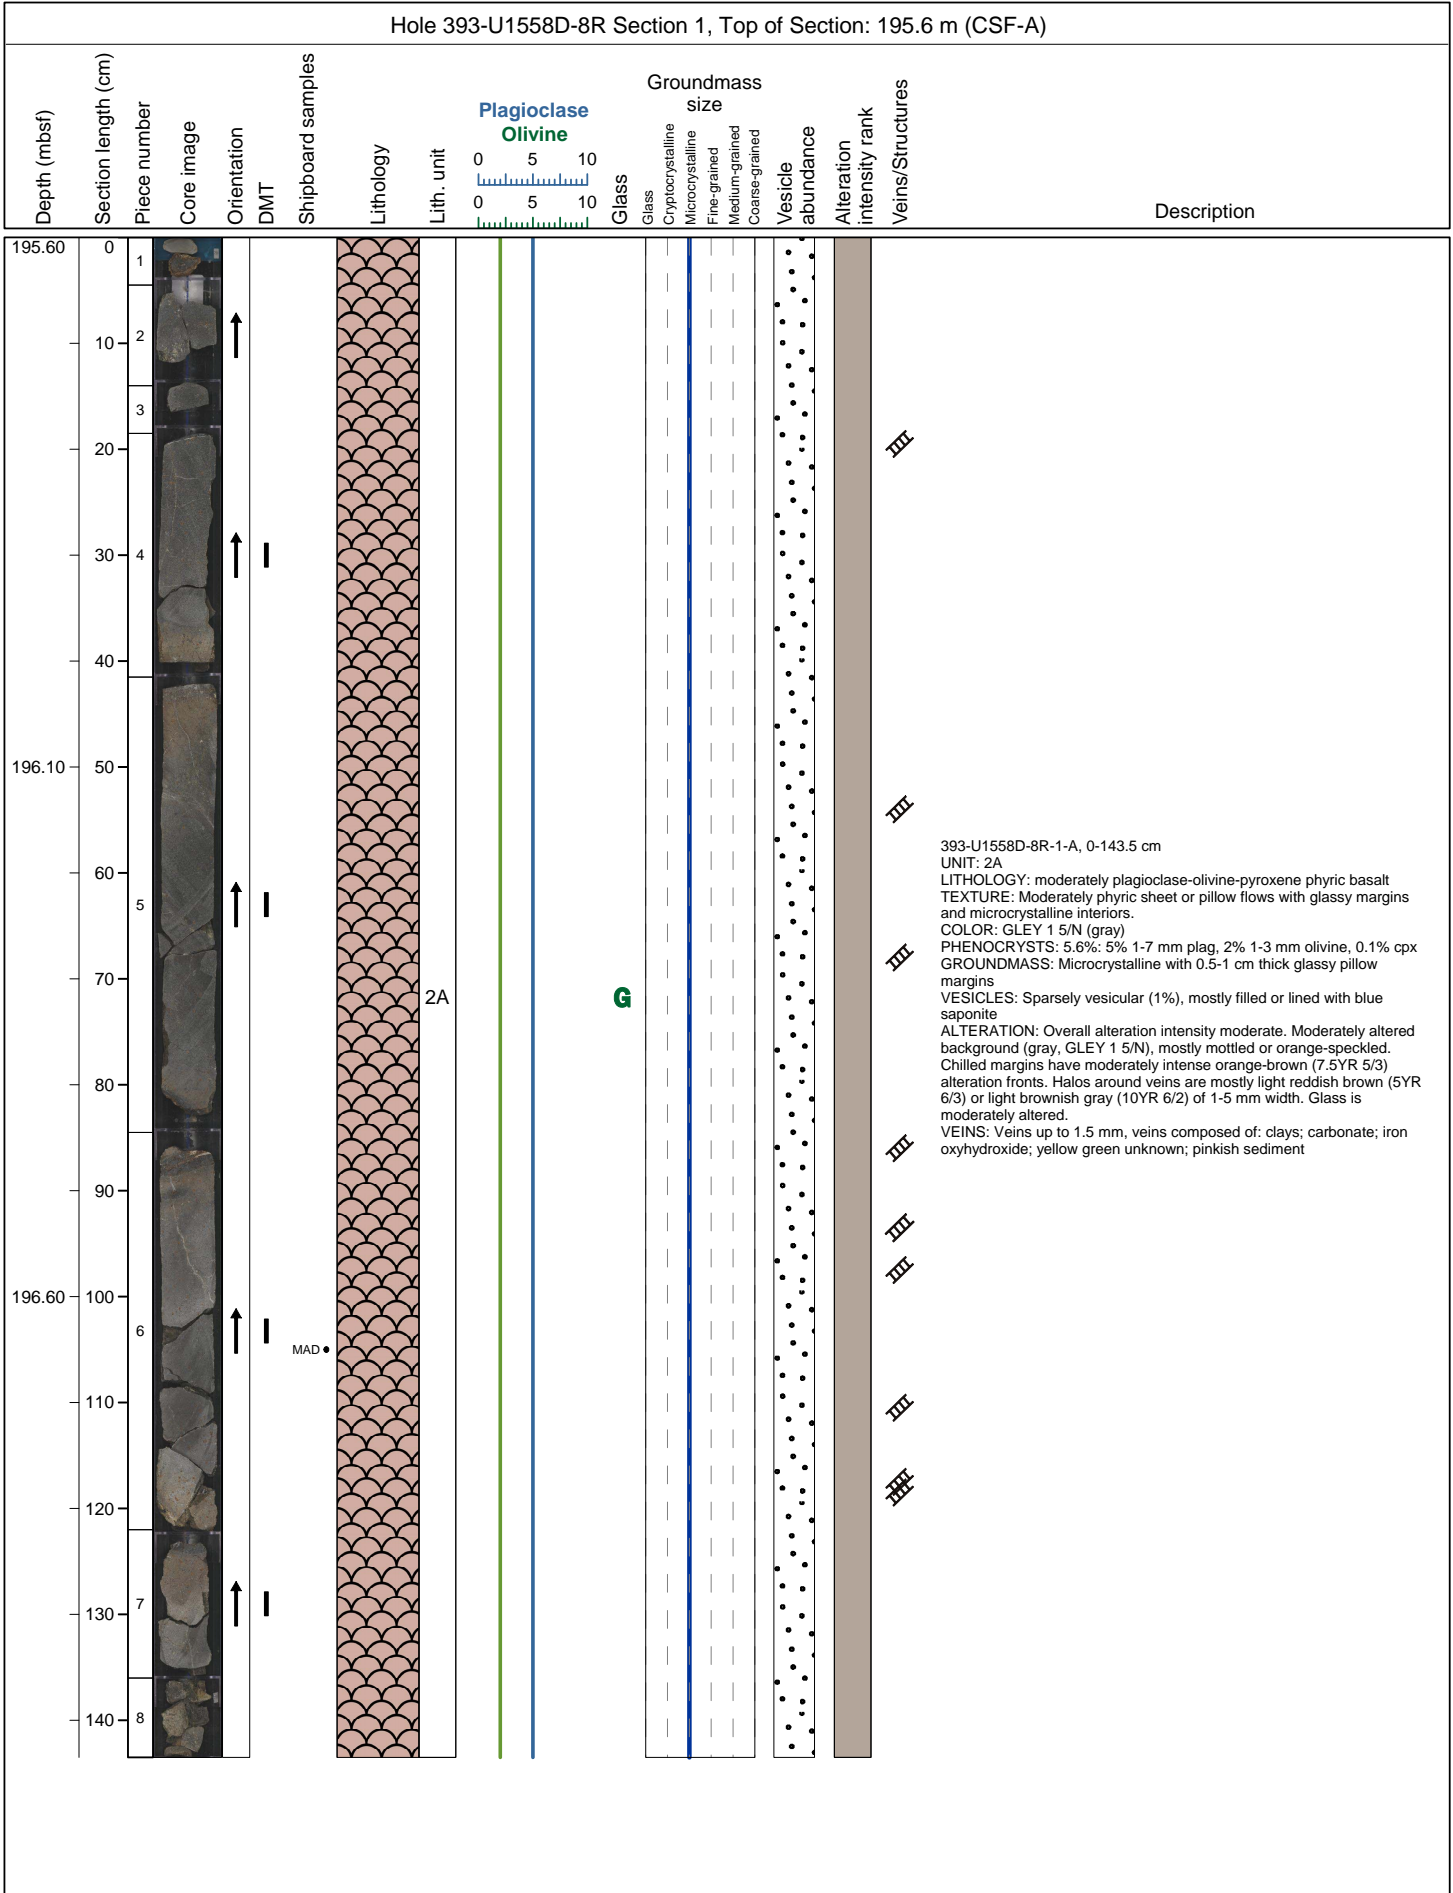 Hole 393-U1558D-8R Section 1, Top of Section: 195.6 m (CSF-A)
Depth (mbsf)
Section length (cm)
Piece number
Core image
Orientation
DMT
Shipboard samples
Lithology
Lith. unit
Plagioclase
Olivine
0 5 10
0 5 10
Glass
Groundmass
size
Glass
Cryptocrystalline
Microcrystalline
Fine-grained
Medium-grained
Coarse-grained
Vesicle
abundance
Alteration
intensity rank
Veins/Structures
Description
195.60
196.10
196.60
0
10
20
30
40
50
60
70
80
90
100
110
120
130
140
1
2
3
4
5
6
7
8
MAD
2A
G
393-U1558D-8R-1-A, 0-143.5 cm
UNIT: 2A
LITHOLOGY: moderately plagioclase-olivine-pyroxene phyric basalt
TEXTURE: Moderately phyric sheet or pillow flows with glassy margins
and microcrystalline interiors.
COLOR: GLEY 1 5/N (gray)
PHENOCRYSTS: 5.6%: 5% 1-7 mm plag, 2% 1-3 mm olivine, 0.1% cpx
GROUNDMASS: Microcrystalline with 0.5-1 cm thick glassy pillow
margins
VESICLES: Sparsely vesicular (1%), mostly filled or lined with blue
saponite
ALTERATION: Overall alteration intensity moderate. Moderately altered
background (gray, GLEY 1 5/N), mostly mottled or orange-speckled.
Chilled margins have moderately intense orange-brown (7.5YR 5/3)
alteration fronts. Halos around veins are mostly light reddish brown (5YR
6/3) or light brownish gray (10YR 6/2) of 1-5 mm width. Glass is
moderately altered.
VEINS: Veins up to 1.5 mm, veins composed of: clays; carbonate; iron
oxyhydroxide; yellow green unknown; pinkish sediment